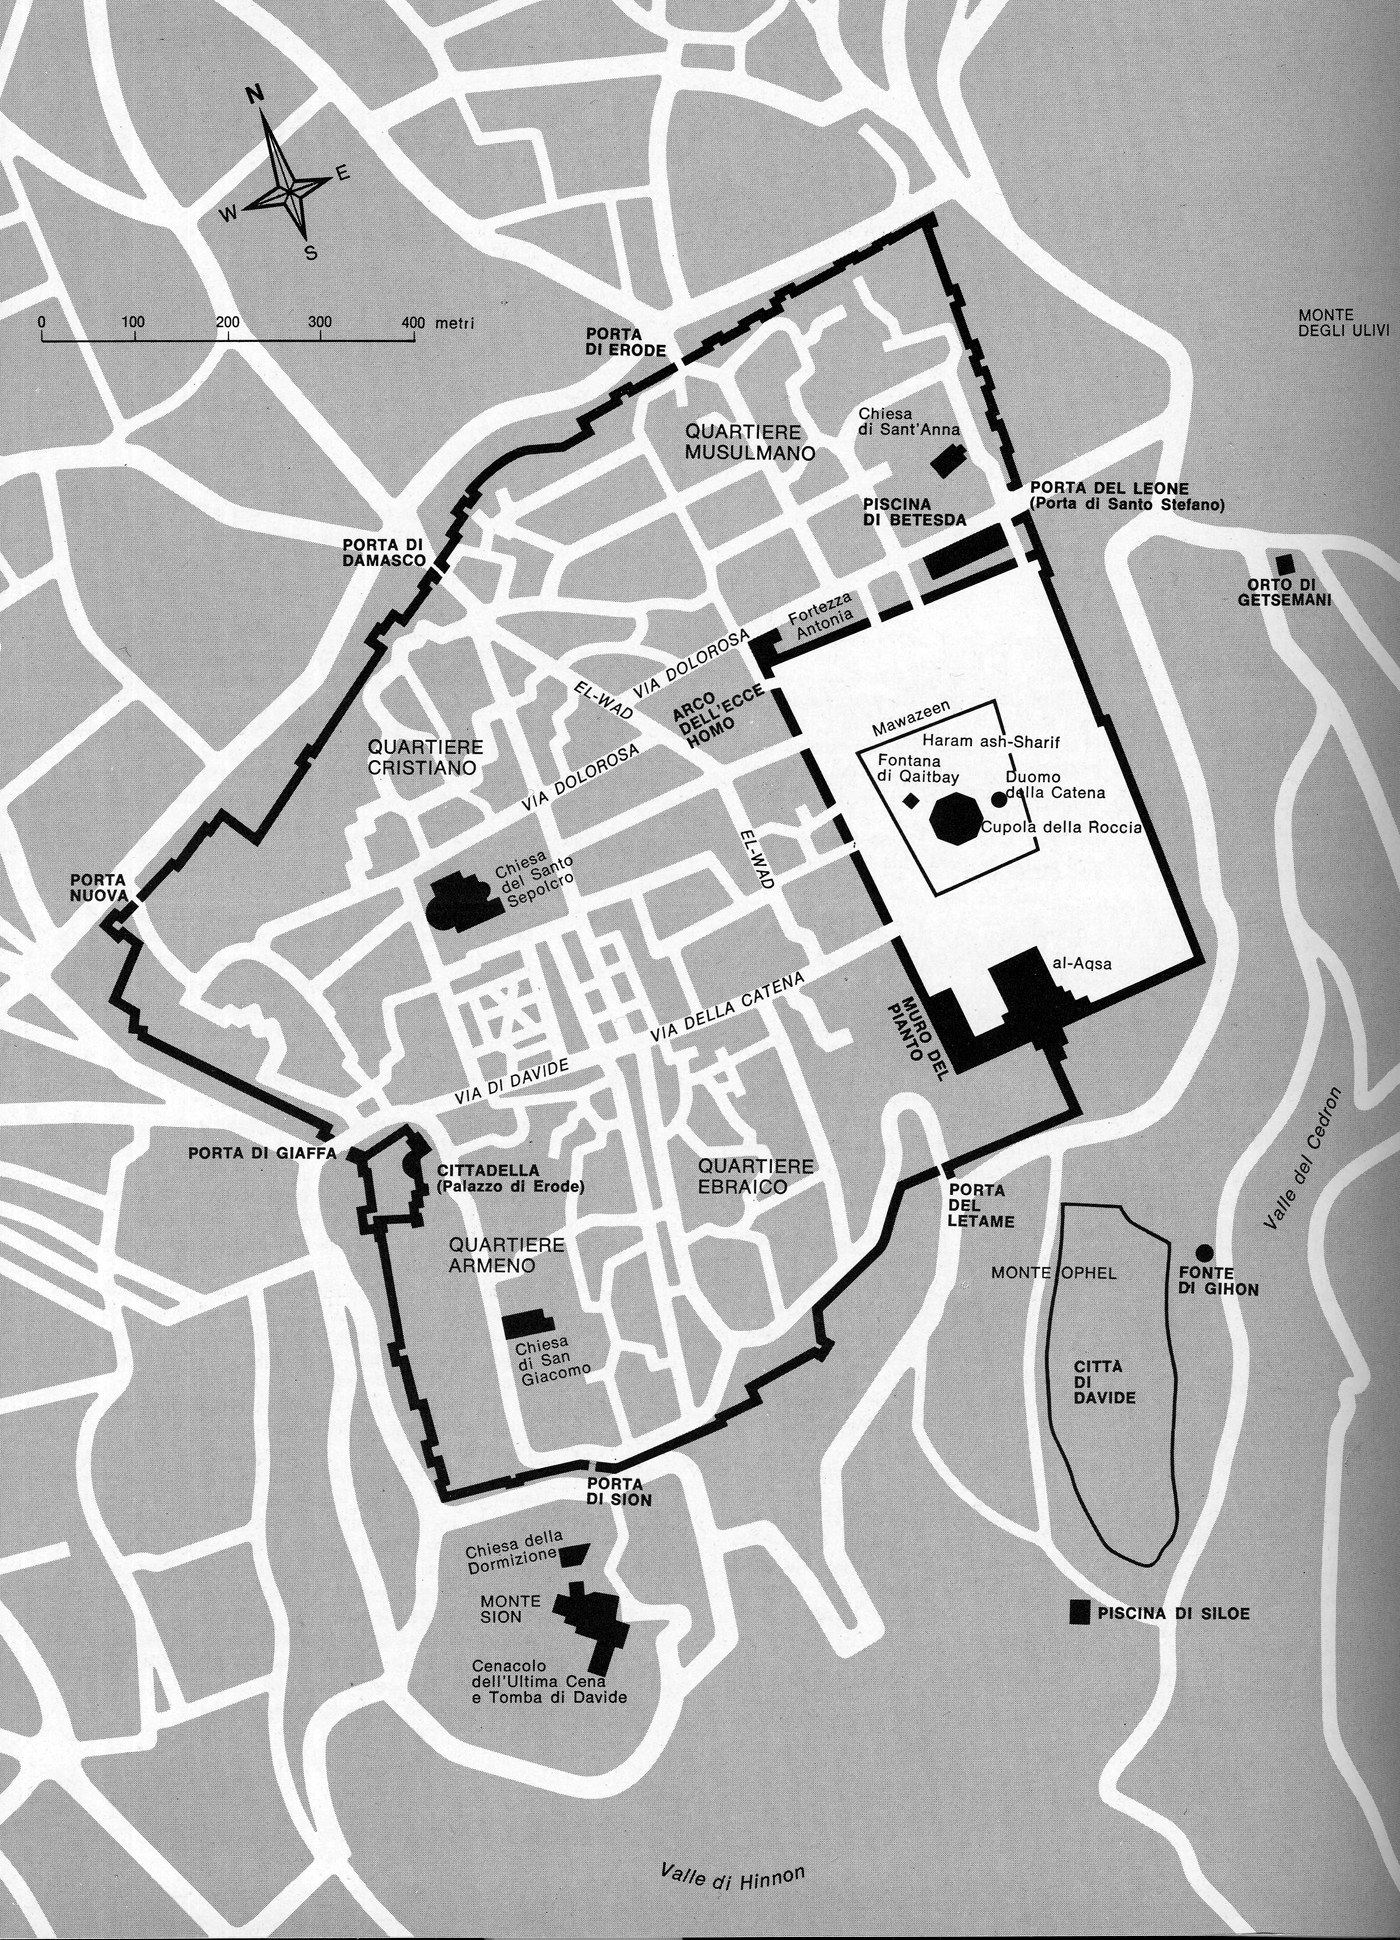 N
E
W
S
0 100 200 300 400 metri
MONTE
DEGLI ULIVI
PORTA
DI ERODE
Chiesa
di Sant'Anna
QUARTIERE
MUSULMANO
PORTA DEL LEONE
(Porta di Santo Stefano)
PISCINA
DI BETESDA
PORTA DI
DAMASCO
ORTO DI
GETSEMANI
Fortezza
Antonia
VIA DOLOROSA
EL-WAD
ARCO
DELL'ECCE
HOMO
Mawazeen
Haram ash-Sharif
QUARTIERE
CRISTIANO
VIA DOLOROSA
Fontana
di Qaitbay
Duomo
della Catena
Cupola della Roccia
EL-WAD
Chiesa
del Santo
Sepolcro
PORTA
NUOVA
al-Aqsa
VIA DELLA CATENA
MURO DEL
PIANTO
VIA DI DAVIDE
PORTA DI GIAFFA
CITTADELLA
(Palazzo di Erode)
QUARTIERE
EBRAICO
Valle del Cedron
PORTA
DEL
LETAME
QUARTIERE
ARMENO
MONTE OPHEL
FONTE
DI GIHON
Chiesa
di San
Giacomo
CITTÀ
DI
DAVIDE
PORTA
DI SION
Chiesa della
Dormizione
MONTE
SION
PISCINA DI SILOE
Cenacolo
dell'Ultima Cena
e Tomba di Davide
Valle di Hinnon